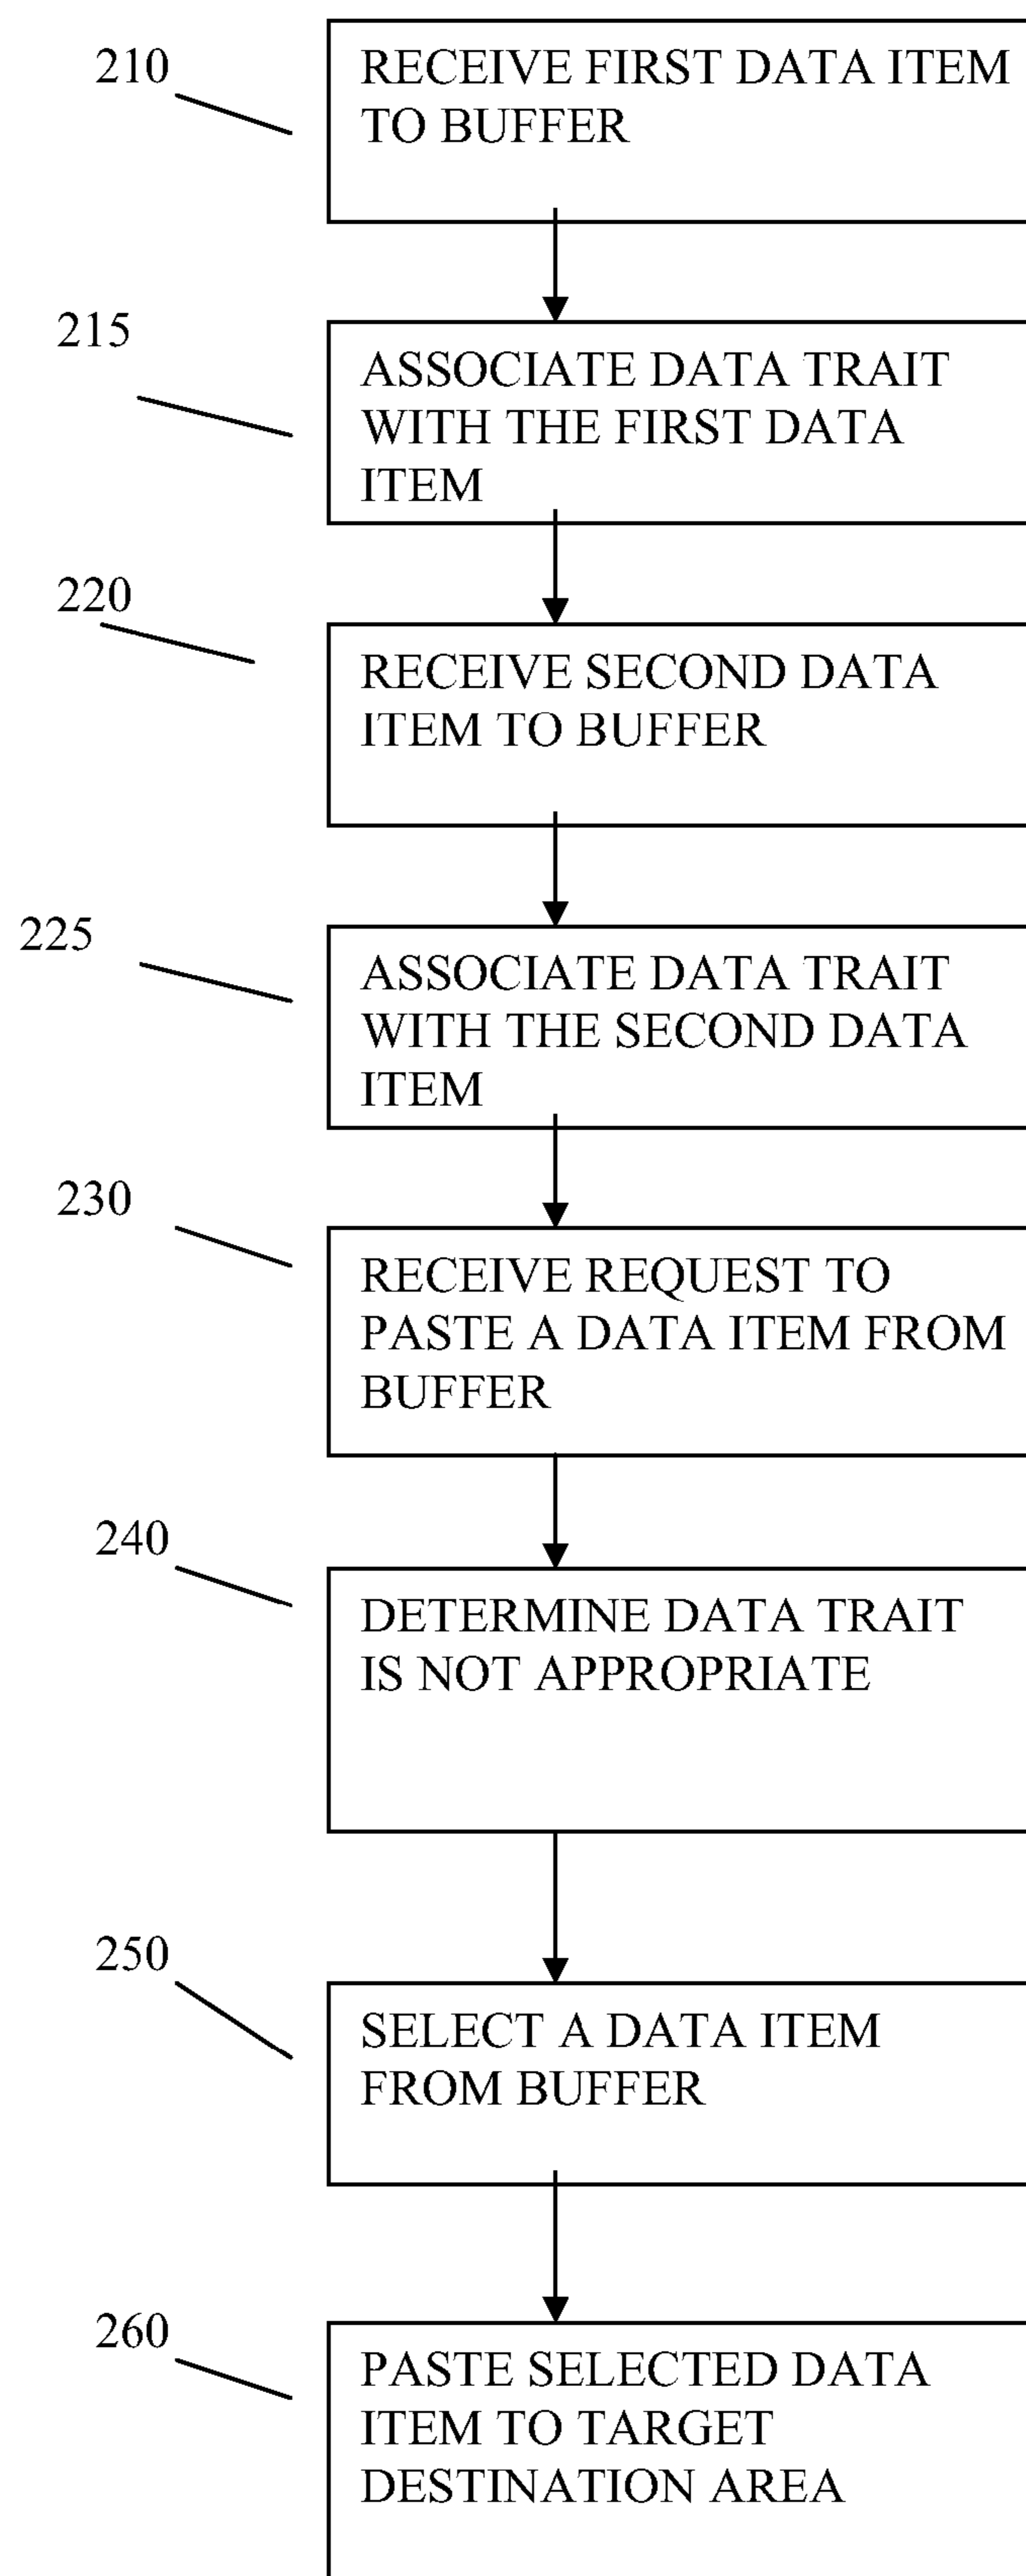 210
RECEIVE FIRST DATA ITEM
TO BUFFER
215
ASSOCIATE DATA TRAIT
WITH THE FIRST DATA
ITEM
220
RECEIVE SECOND DATA
ITEM TO BUFFER
225
ASSOCIATE DATA TRAIT
WITH THE SECOND DATA
ITEM
230
RECEIVE REQUEST TO
PASTE A DATA ITEM FROM
BUFFER
240
DETERMINE DATA TRAIT
IS NOT APPROPRIATE
250
SELECT A DATA ITEM
FROM BUFFER
260
PASTE SELECTED DATA
ITEM TO TARGET
DESTINATION AREA